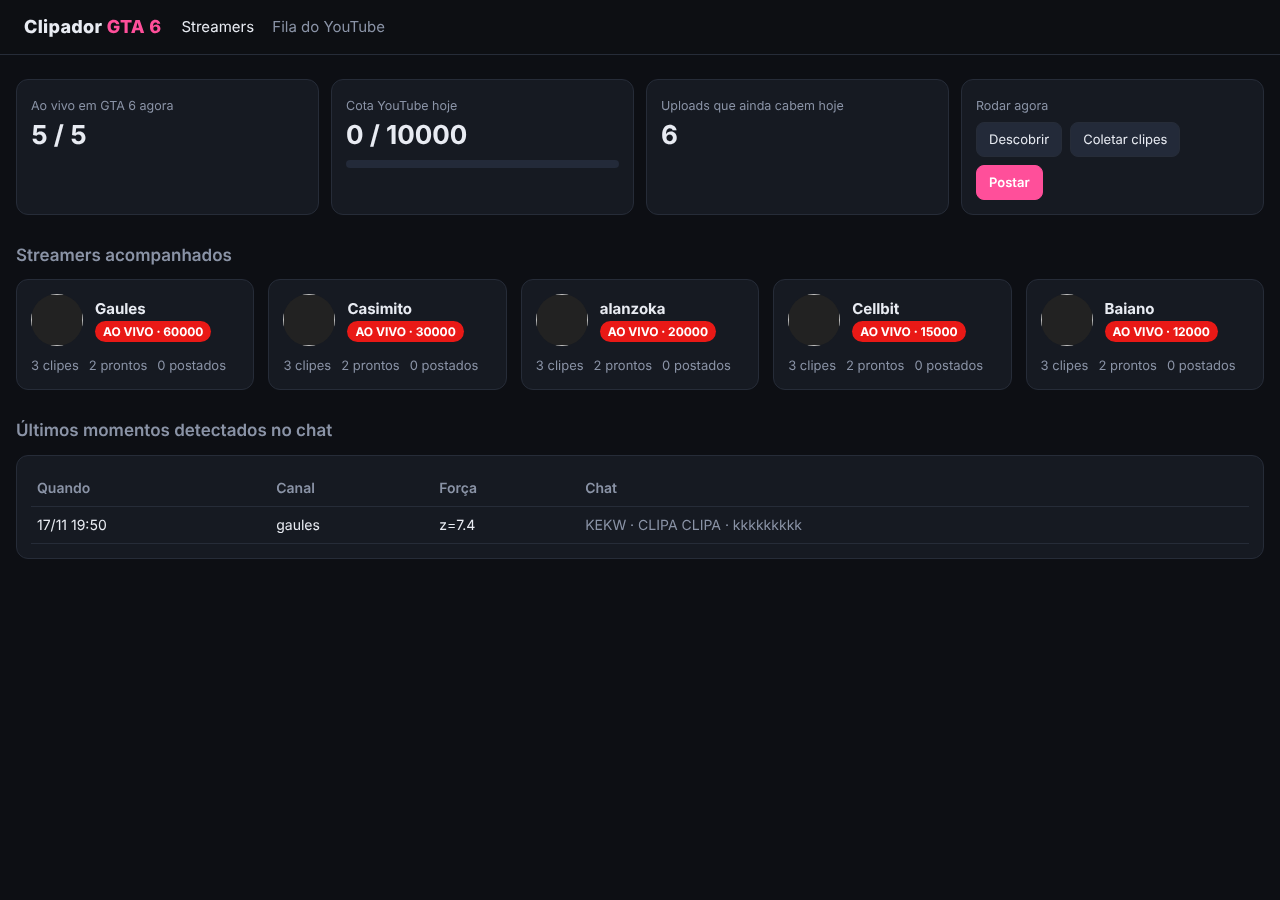 Clipador GTA 6 Streamers Fila do YouTube
Ao vivo em GTA 6 agora
5 / 5
Cota YouTube hoje
0 / 10000
Uploads que ainda cabem hoje
6
Rodar agora
Descobrir Coletar clipes
Postar
Streamers acompanhados
Gaules
AO VIVO · 60000
3 clipes 2 prontos 0 postados
Casimito
AO VIVO · 30000
3 clipes 2 prontos 0 postados
alanzoka
AO VIVO · 20000
3 clipes 2 prontos 0 postados
Cellbit
AO VIVO · 15000
3 clipes 2 prontos 0 postados
Baiano
AO VIVO · 12000
3 clipes 2 prontos 0 postados
Últimos momentos detectados no chat
Quando Canal Força Chat
17/11 19:50 gaules z=7.4 KEKW · CLIPA CLIPA · kkkkkkkkk